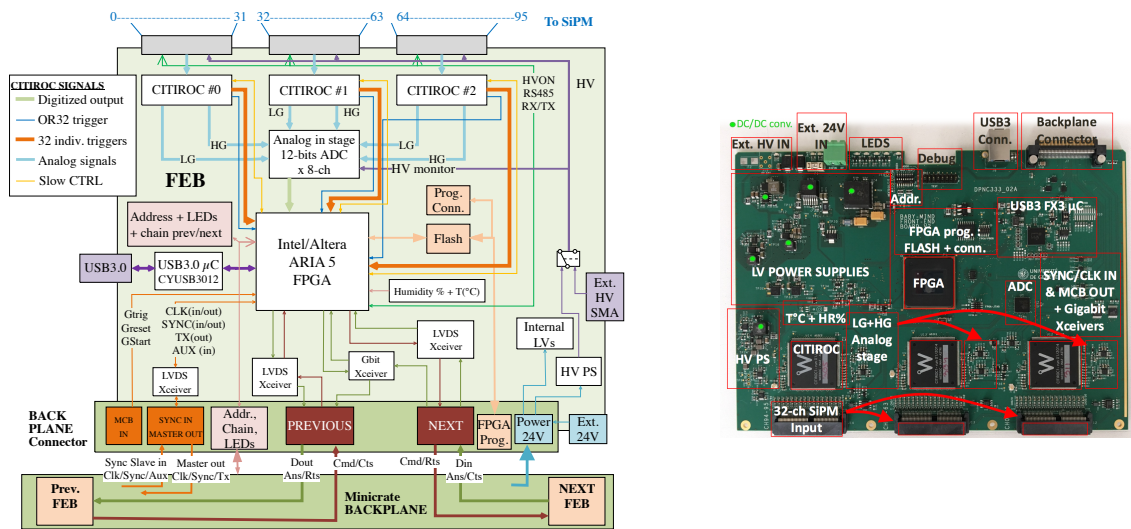 0 31 32 63 64 95
To SiPM
CITIROC SIGNALS
Digitized output
OR32 trigger
32 indiv. triggers
Analog signals
Slow CTRL
CITIROC #0
CITIROC #1
CITIROC #2
HVON
RS485
RX/TX
HV
LG
HG
LG
HG
LG
HG
Analog in stage
12-bits ADC
x 8-ch
HV monitor
FEB
Prog.
Conn.
Flash
Address + LEDs
+ chain prev/next
Intel/Altera
ARIA 5
FPGA
USB3.0
USB3.0 µC
CYUSB3012
Humidity % + T(°C)
Ext.
HV
SMA
Gtrig
Greset
GStart
CLK(in/out)
SYNC(in/out)
TX(out)
AUX (in)
LVDS
Xceiver
LVDS
Xceiver
Gbit
Xceiver
LVDS
Xceiver
Internal
LVs
HV PS
BACK
PLANE
Connector
MCB
IN
SYNC IN
MASTER OUT
Addr.,
Chain,
LEDs
PREVIOUS
NEXT
FPGA
Prog.
Power
24V
Ext.
24V
Sync Slave in
Clk/Sync/Aux
Master out
Clk/Sync/Tx
Dout
Ans/Rts
Cmd/Cts
Cmd/Rts
Din
Ans/Cts
Prev.
FEB
Minicrate
BACKPLANE
NEXT
FEB
DC/DC conv.
Ext. HV IN
Ext. 24V
IN
LEDS
Debug
USB3
Conn.
Backplane
Connector
DPNC333_02A
Addr.
BABY-MIND
FRONT-END
BOARD
USB3 FX3 µC
FPGA prog. :
FLASH + conn.
LV POWER SUPPLIES
FPGA
ADC
SYNC/CLK IN
& MCB OUT
+ Gigabit
Xceivers
T°C + HR%
LG+HG
Analog
stage
HV PS
CITIROC
32-ch SiPM
Input